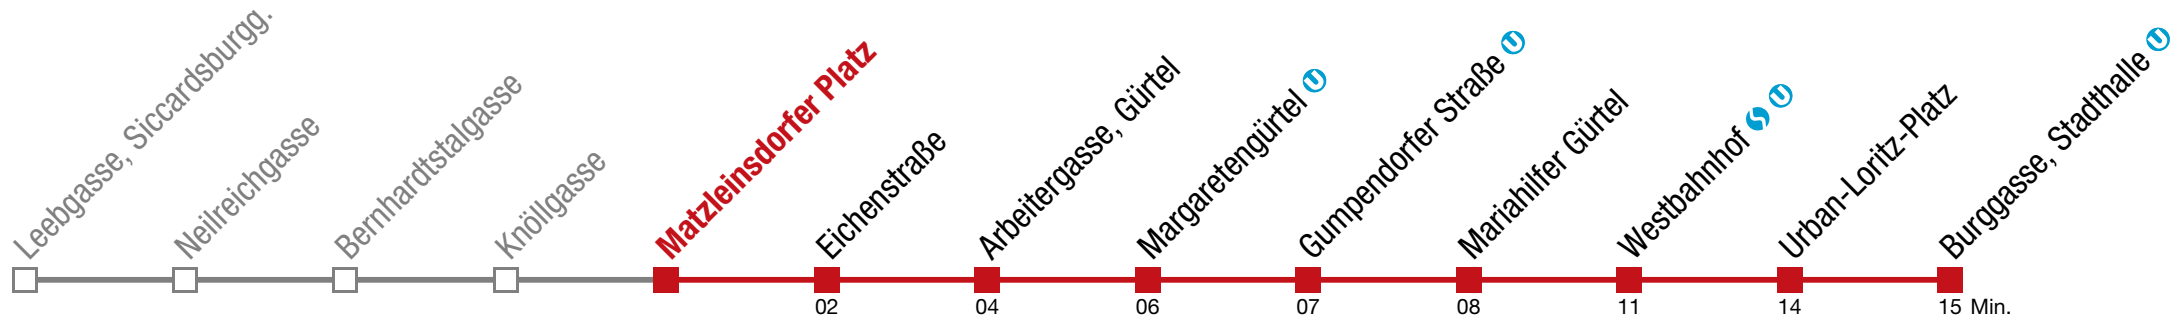 Leebgasse, Siccardsburgg.
Neilreichgasse
Bernhardtstalgasse
Knöllgasse
Matzleinsdorfer Platz
Eichenstraße
Arbeitergasse, Gürtel
Margaretengürtel U
Gumpendorfer Straße U
Mariahilfer Gürtel
Westbahnhof S U
Urban-Loritz-Platz
Burggasse, Stadthalle U
02 04 06 07 08 11 14 15 Min.